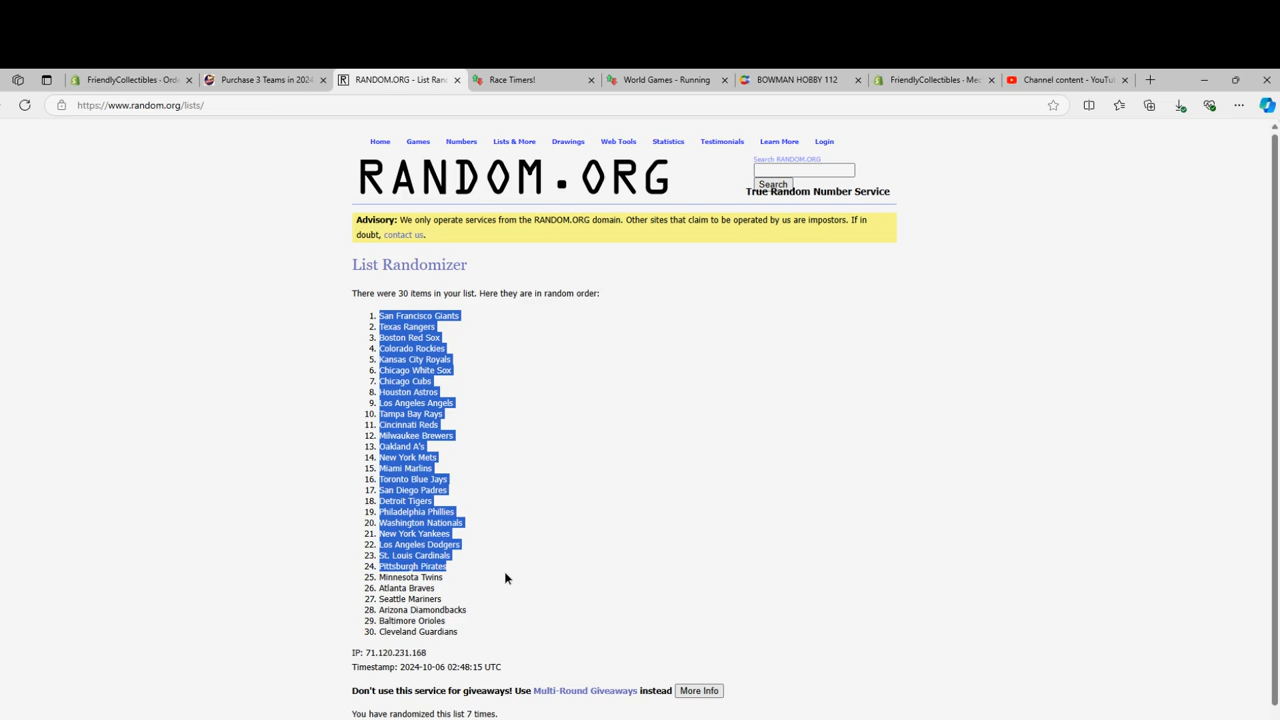 FriendlyCollectibles · Ord
Purchase 3 Teams in 2024
RANDOM.ORG - List Ran
Race Timers!
World Games - Running
BOWMAN HOBBY 112
FriendlyCollectibles · Mec
Channel content - YouTu
https://www.random.org/lists/
Home Games Numbers Lists & More Drawings Web Tools Statistics Testimonials Learn More Login
RANDOM.ORG
Search RANDOM.ORG
Search
True Random Number Service
Advisory: We only operate services from the RANDOM.ORG domain. Other sites that claim to be operated by us are impostors. If in
doubt, contact us.
List Randomizer
There were 30 items in your list. Here they are in random order:
1. San Francisco Giants
2. Texas Rangers
3. Boston Red Sox
4. Colorado Rockies
5. Kansas City Royals
6. Chicago White Sox
7. Chicago Cubs
8. Houston Astros
9. Los Angeles Angels
10. Tampa Bay Rays
11. Cincinnati Reds
12. Milwaukee Brewers
13. Oakland A's
14. New York Mets
15. Miami Marlins
16. Toronto Blue Jays
17. San Diego Padres
18. Detroit Tigers
19. Philadelphia Phillies
20. Washington Nationals
21. New York Yankees
22. Los Angeles Dodgers
23. St. Louis Cardinals
24. Pittsburgh Pirates
25. Minnesota Twins
26. Atlanta Braves
27. Seattle Mariners
28. Arizona Diamondbacks
29. Baltimore Orioles
30. Cleveland Guardians
IP: 71.120.231.168
Timestamp: 2024-10-06 02:48:15 UTC
Don't use this service for giveaways! Use Multi-Round Giveaways instead More Info
You have randomized this list 7 times.